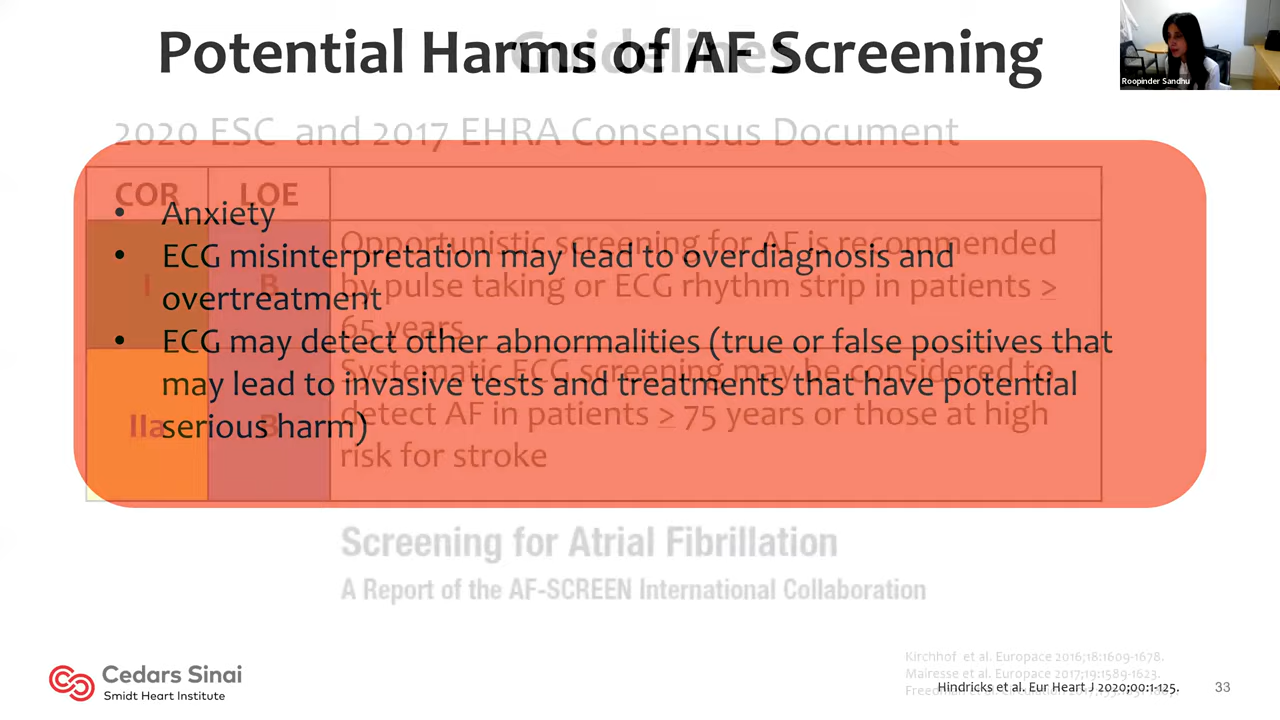 Potential Harms of AF Screening
Guidelines
Roopinder Sandhu
2020 ESC and 2017 EHRA Consensus Document
COR LOE
• Anxiety
• ECG misinterpretation may lead to overdiagnosis and
overtreatment
• ECG may detect other abnormalities (true or false positives that
may lead to invasive tests and treatments that have potential
serious harm)
I B
Opportunistic screening for AF is recommended
by pulse taking or ECG rhythm strip in patients ≥
65 years
IIa B
Systematic ECG screening may be considered to
detect AF in patients ≥ 75 years or those at high
risk for stroke
Screening for Atrial Fibrillation
A Report of the AF-SCREEN International Collaboration
Cedars Sinai
Smidt Heart Institute
Kirchhof et al. Europace 2016;18:1609-1678.
Mairesse et al. Europace 2017;19:1589-1623.
Hindricks et al. Eur Heart J 2020;00:1-125.
33